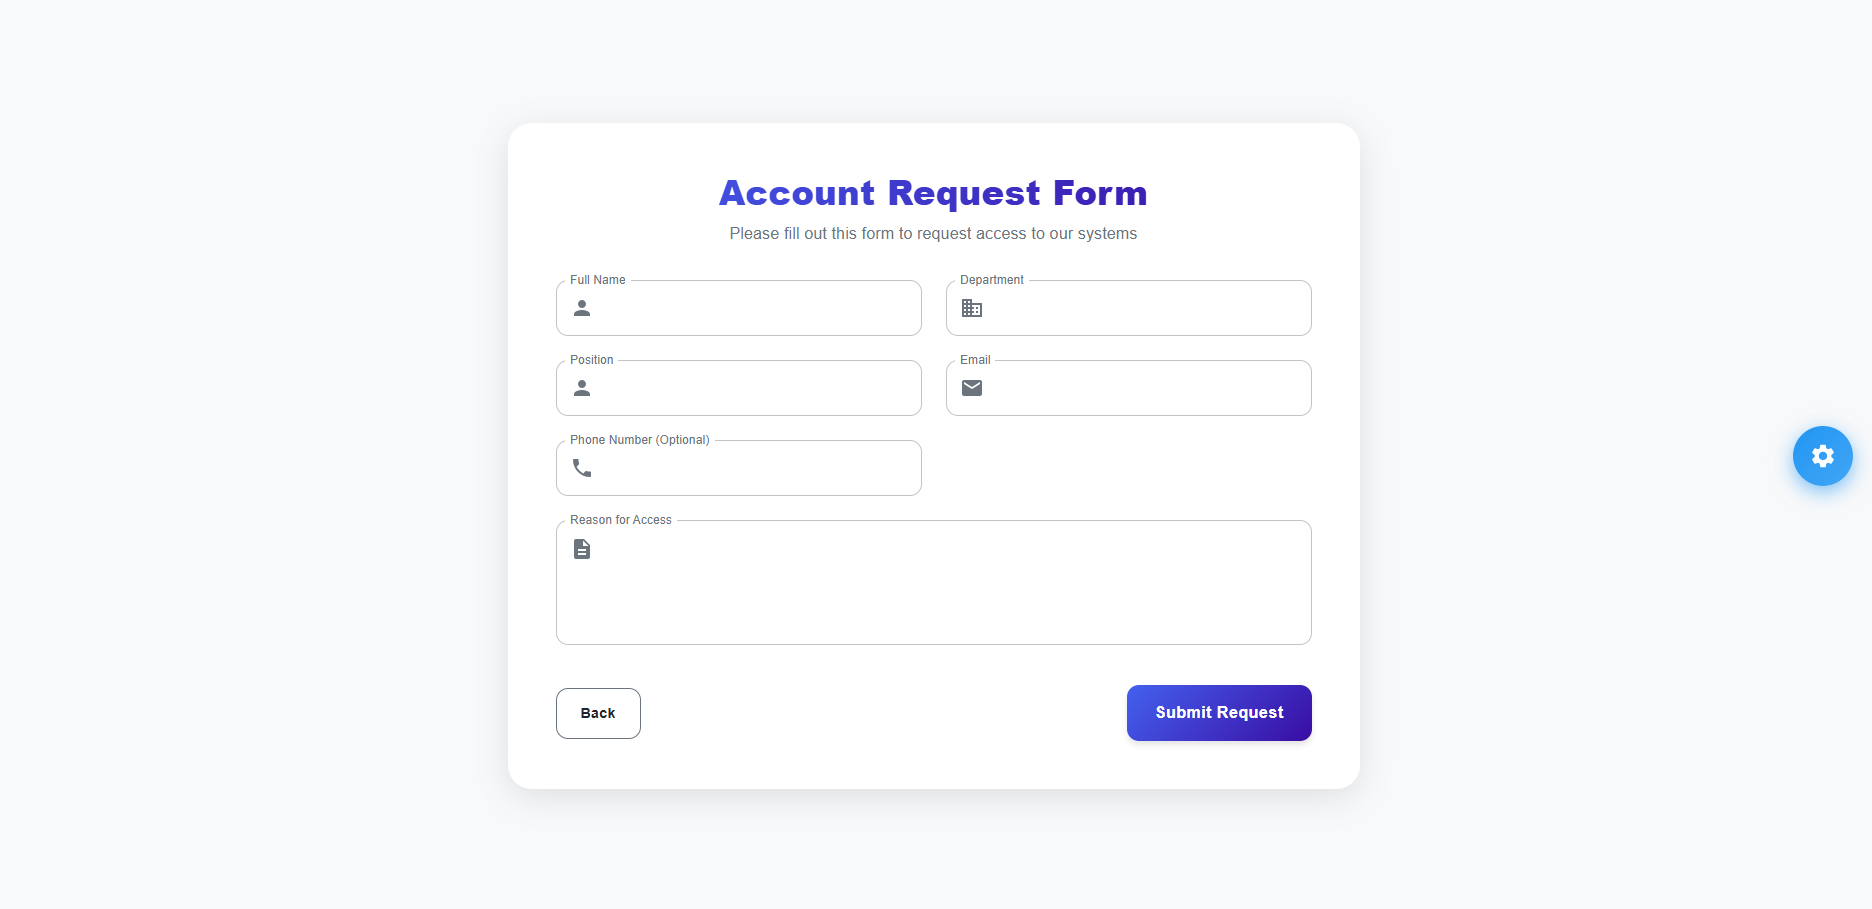 Account Request Form
Please fill out this form to request access to our systems
Full Name
Department
Position
Email
Phone Number (Optional)
Reason for Access
Back
Submit Request